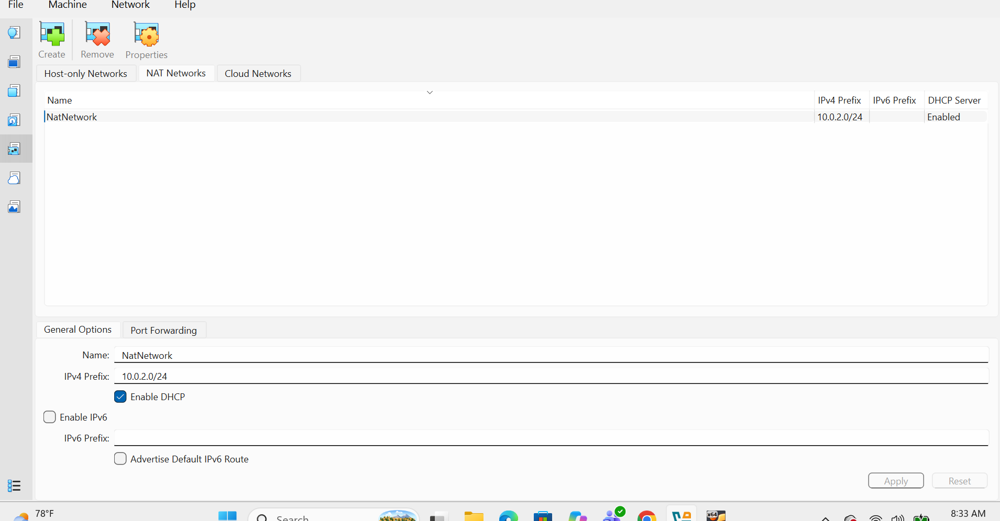 File Machine Network Help
Create Remove Properties
Host-only Networks NAT Networks Cloud Networks
Name IPv4 Prefix IPv6 Prefix DHCP Server
NatNetwork 10.0.2.0/24 Enabled
General Options Port Forwarding
Name: NatNetwork
IPv4 Prefix: 10.0.2.0/24
Enable DHCP
Enable IPv6
IPv6 Prefix:
Advertise Default IPv6 Route
Apply Reset
78°F
Search
x64
8:33 AM